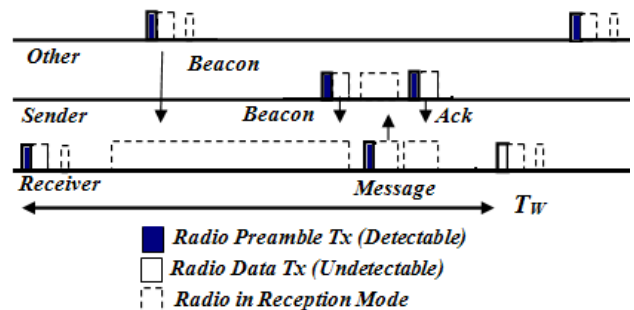 Other
Beacon
Sender
Beacon
Ack
Receiver
Message
TW
Radio Preamble Tx (Detectable)
Radio Data Tx (Undetectable)
Radio in Reception Mode